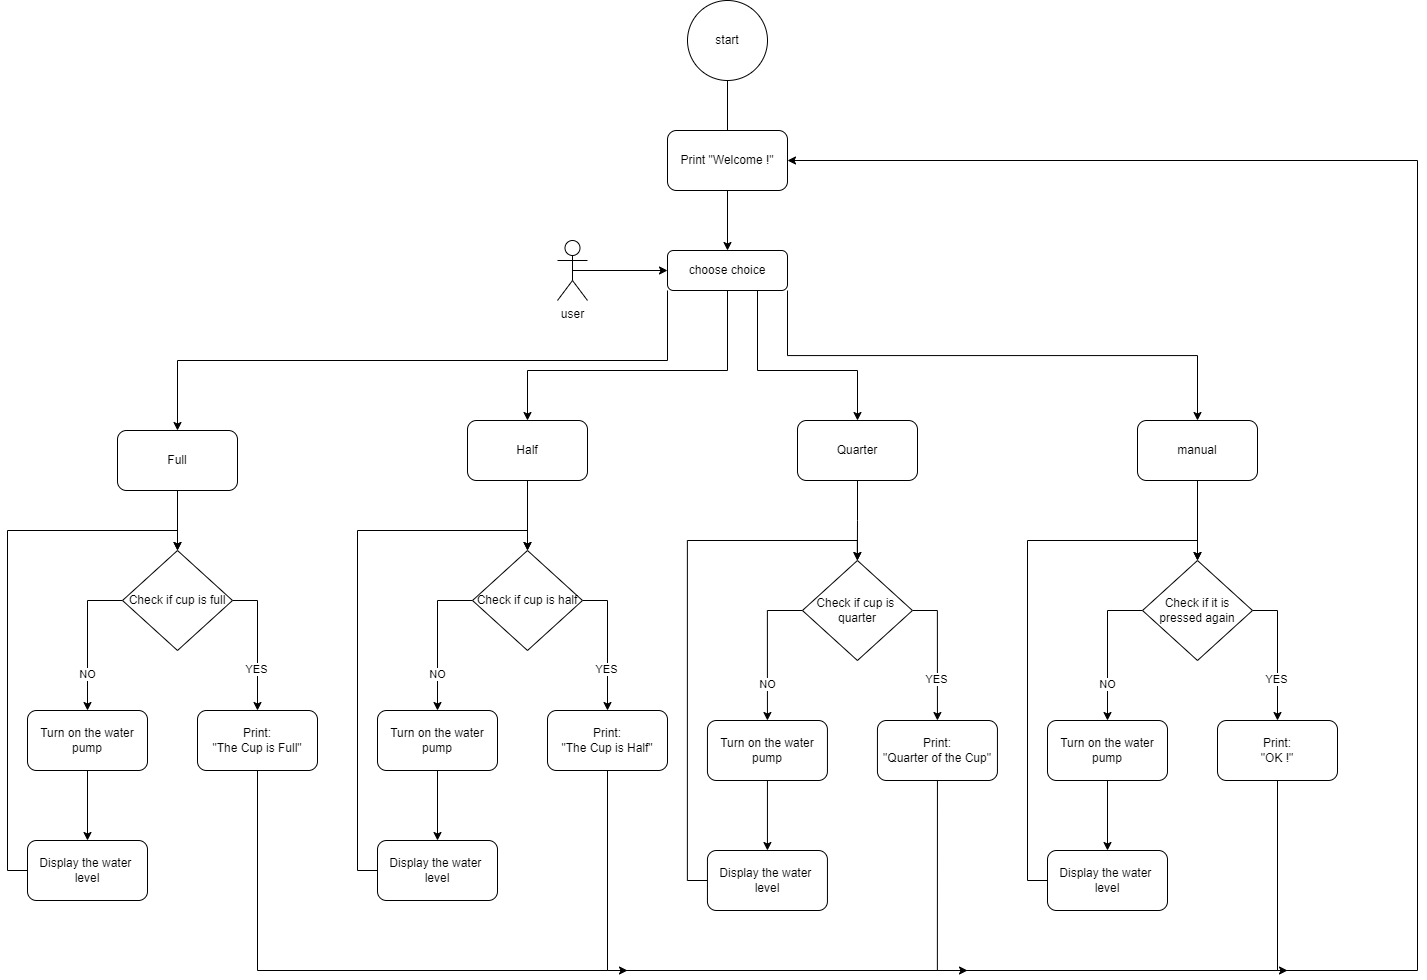 start
Print "Welcome !"
choose choice
user
Full
Half
Quarter
manual
Check if cup is full
Check if cup is half
Check if cup is
quarter
Check if it is
pressed again
NO
YES
NO
YES
NO
YES
NO
YES
Turn on the water
pump
Print:
"The Cup is Full"
Turn on the water
pump
Print:
"The Cup is Half"
Turn on the water
pump
Print:
"Quarter of the Cup"
Turn on the water
pump
Print:
"OK !"
Display the water
level
Display the water
level
Display the water
level
Display the water
level